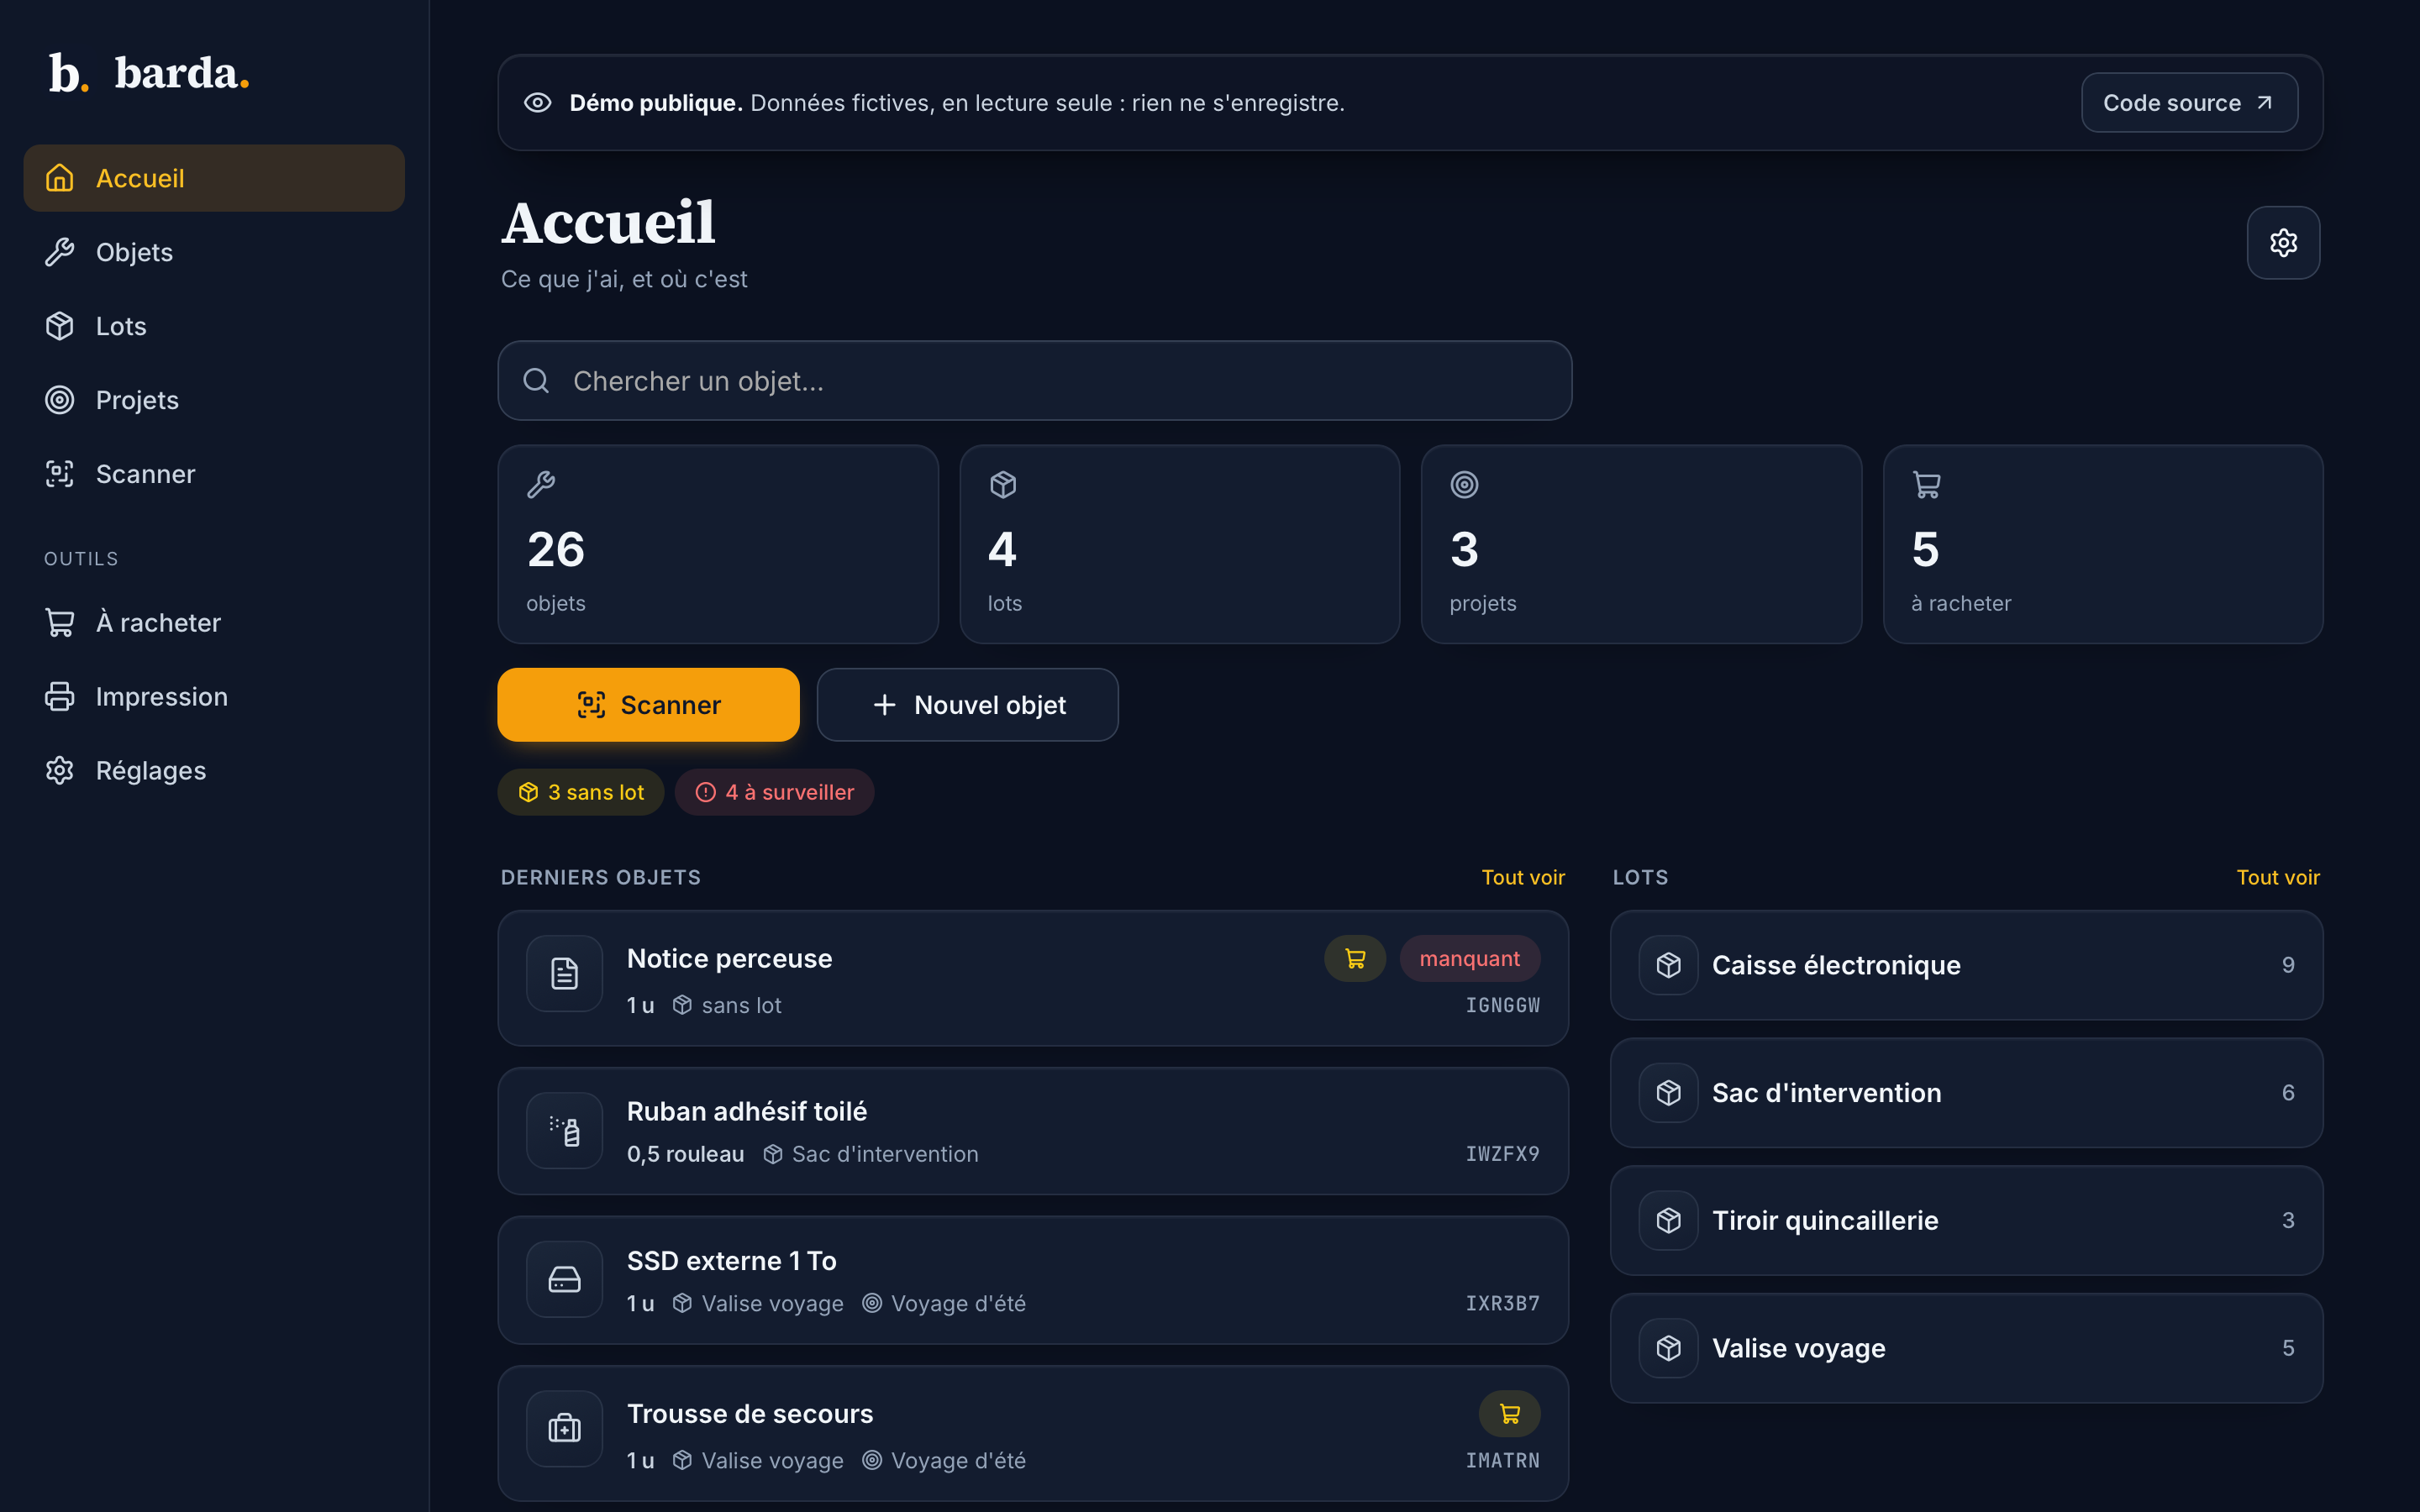 b. barda.
Accueil
Objets
Lots
Projets
Scanner
OUTILS
À racheter
Impression
Réglages
Démo publique. Données fictives, en lecture seule : rien ne s'enregistre.
Code source
Accueil
Ce que j'ai, et où c'est
Chercher un objet...
26
objets
4
lots
3
projets
5
à racheter
Scanner
Nouvel objet
3 sans lot
4 à surveiller
DERNIERS OBJETS
Tout voir
Notice perceuse
manquant
1 u sans lot
IGNGGW
Ruban adhésif toilé
0,5 rouleau Sac d'intervention
IWZFX9
SSD externe 1 To
1 u Valise voyage Voyage d'été
IXR3B7
Trousse de secours
1 u Valise voyage Voyage d'été
IMATRN
LOTS
Tout voir
Caisse électronique
9
Sac d'intervention
6
Tiroir quincaillerie
3
Valise voyage
5